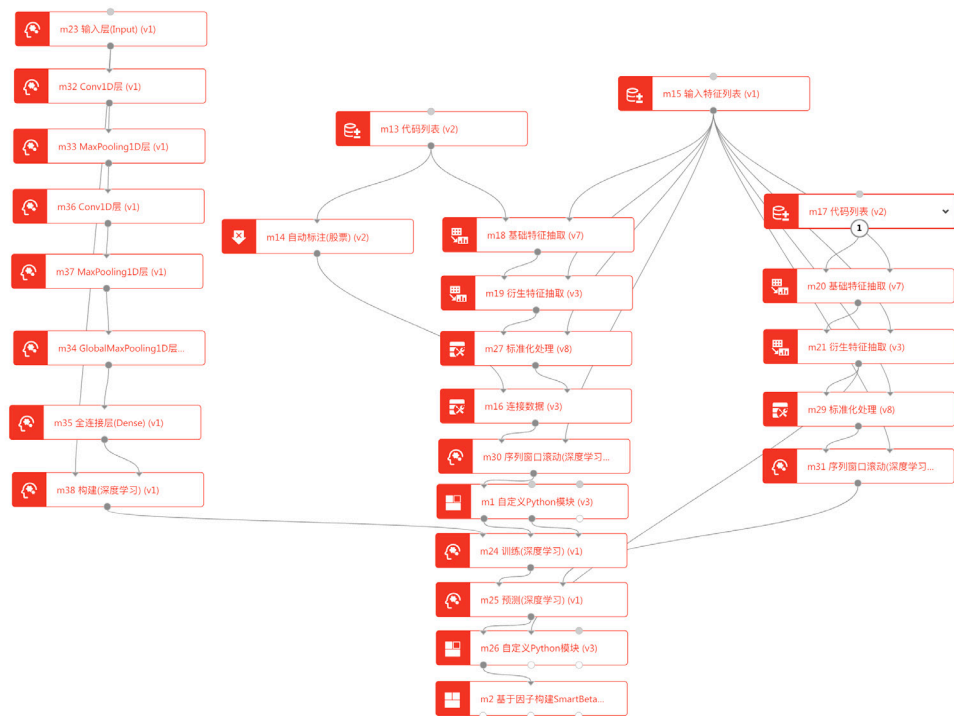 m23 输入层(Input) (v1)
m32 Conv1D层 (v1)
m33 MaxPooling1D层 (v1)
m36 Conv1D层 (v1)
m37 MaxPooling1D层 (v1)
m34 GlobalMaxPooling1D层...
m35 全连接层(Dense) (v1)
m38 构建(深度学习) (v1)
m13 代码列表 (v2)
m14 自动标注(股票) (v2)
m15 输入特征列表 (v1)
m18 基础特征抽取 (v7)
m19 衍生特征抽取 (v3)
m27 标准化处理 (v8)
m16 连接数据 (v3)
m30 序列窗口滚动(深度学习...
m1 自定义Python模块 (v3)
m24 训练(深度学习) (v1)
m25 预测(深度学习) (v1)
m26 自定义Python模块 (v3)
m2 基于因子构建SmartBeta...
m17 代码列表 (v2)
1
m20 基础特征抽取 (v7)
m21 衍生特征抽取 (v3)
m29 标准化处理 (v8)
m31 序列窗口滚动(深度学习...